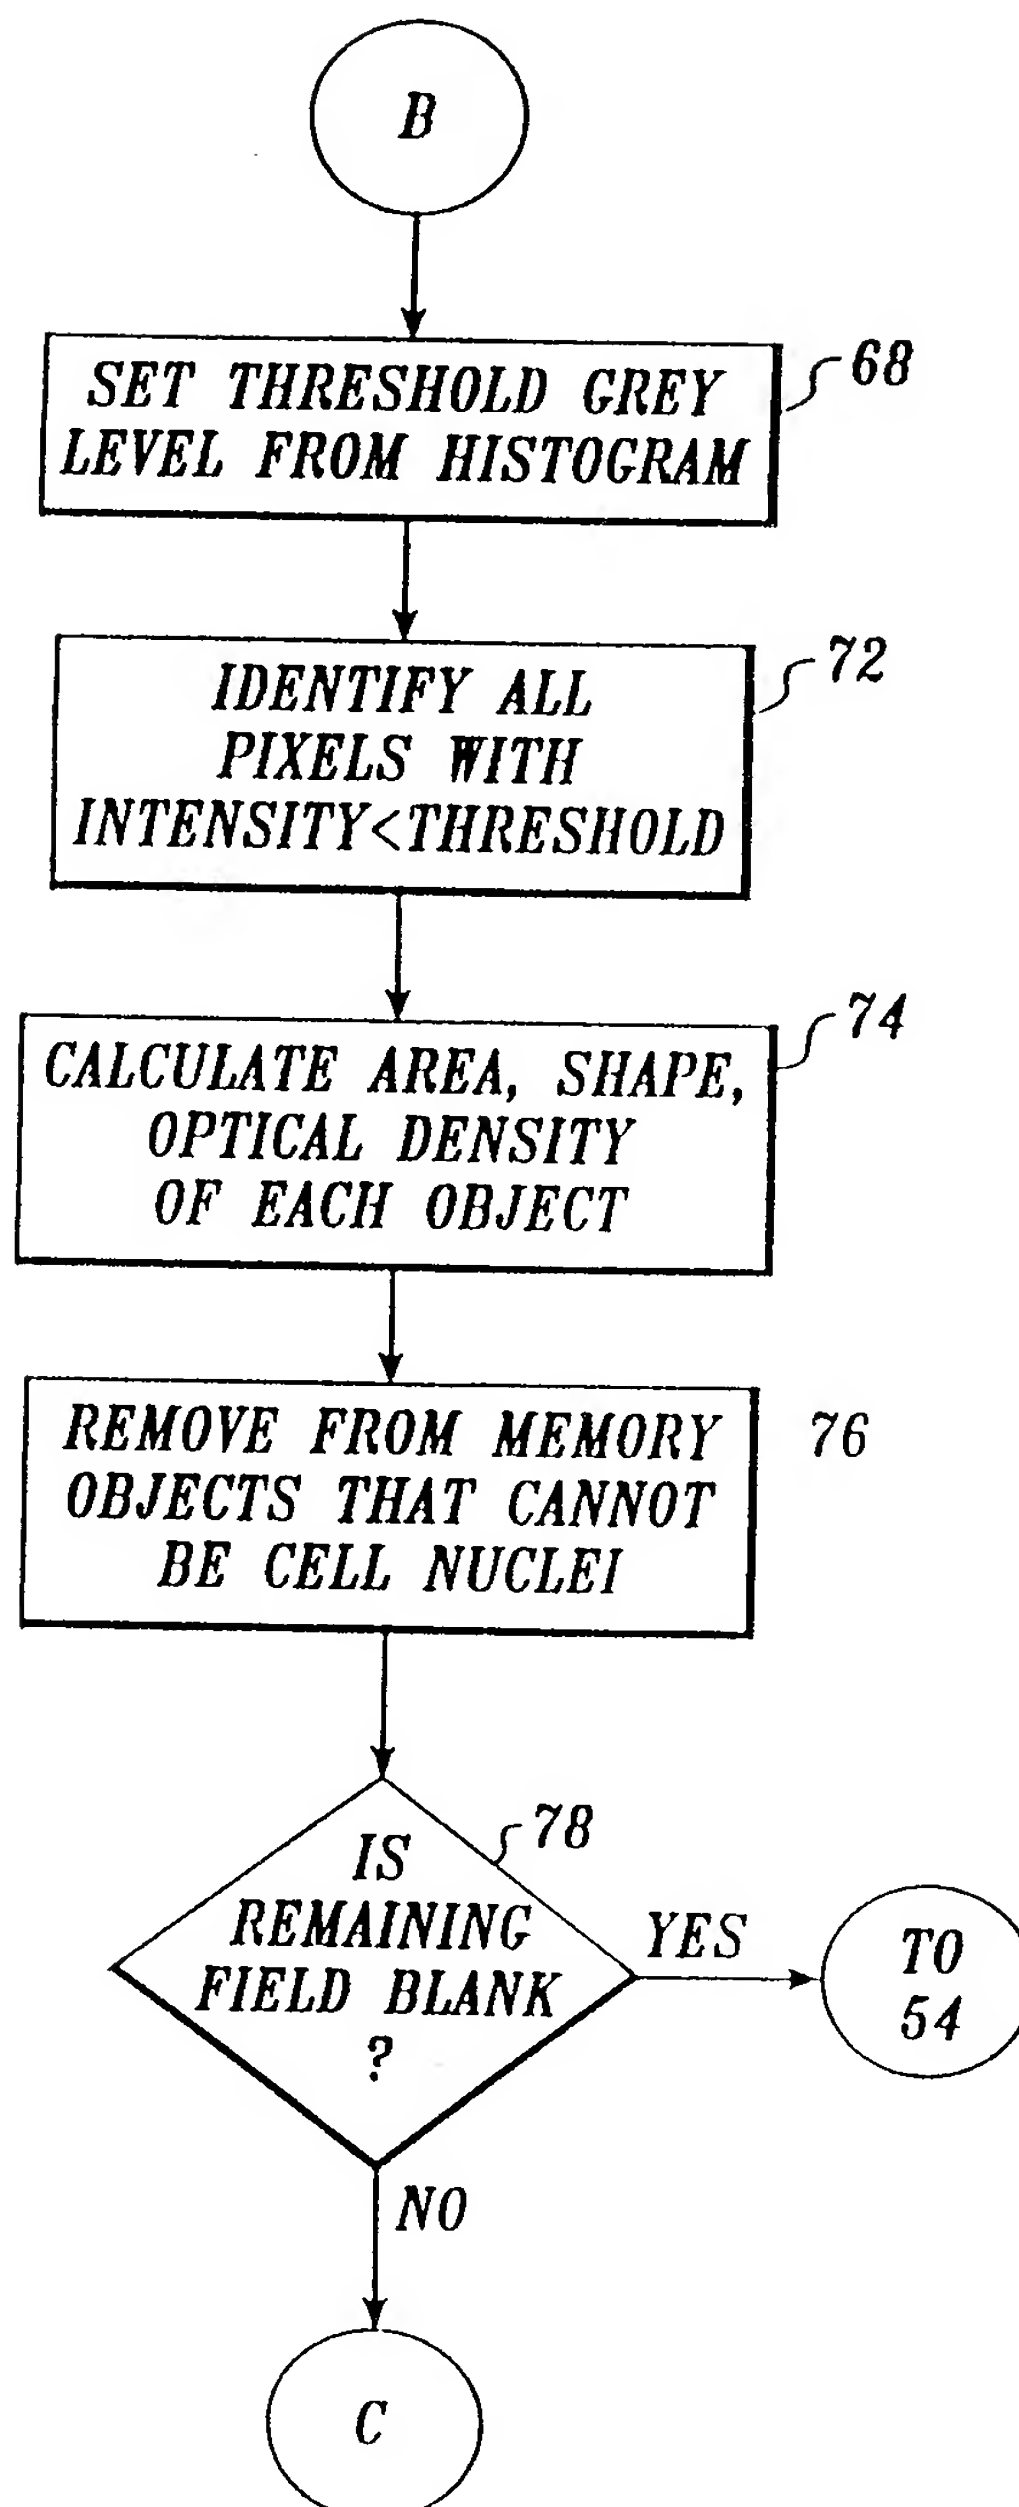 B
SET THRESHOLD GREY
LEVEL FROM HISTOGRAM
68
IDENTIFY ALL
PIXELS WITH
INTENSITY<THRESHOLD
72
CALCULATE AREA, SHAPE,
OPTICAL DENSITY
OF EACH OBJECT
74
REMOVE FROM MEMORY
OBJECTS THAT CANNOT
BE CELL NUCLEI
76
IS
REMAINING
FIELD BLANK
?
78
YES
TO
54
NO
C